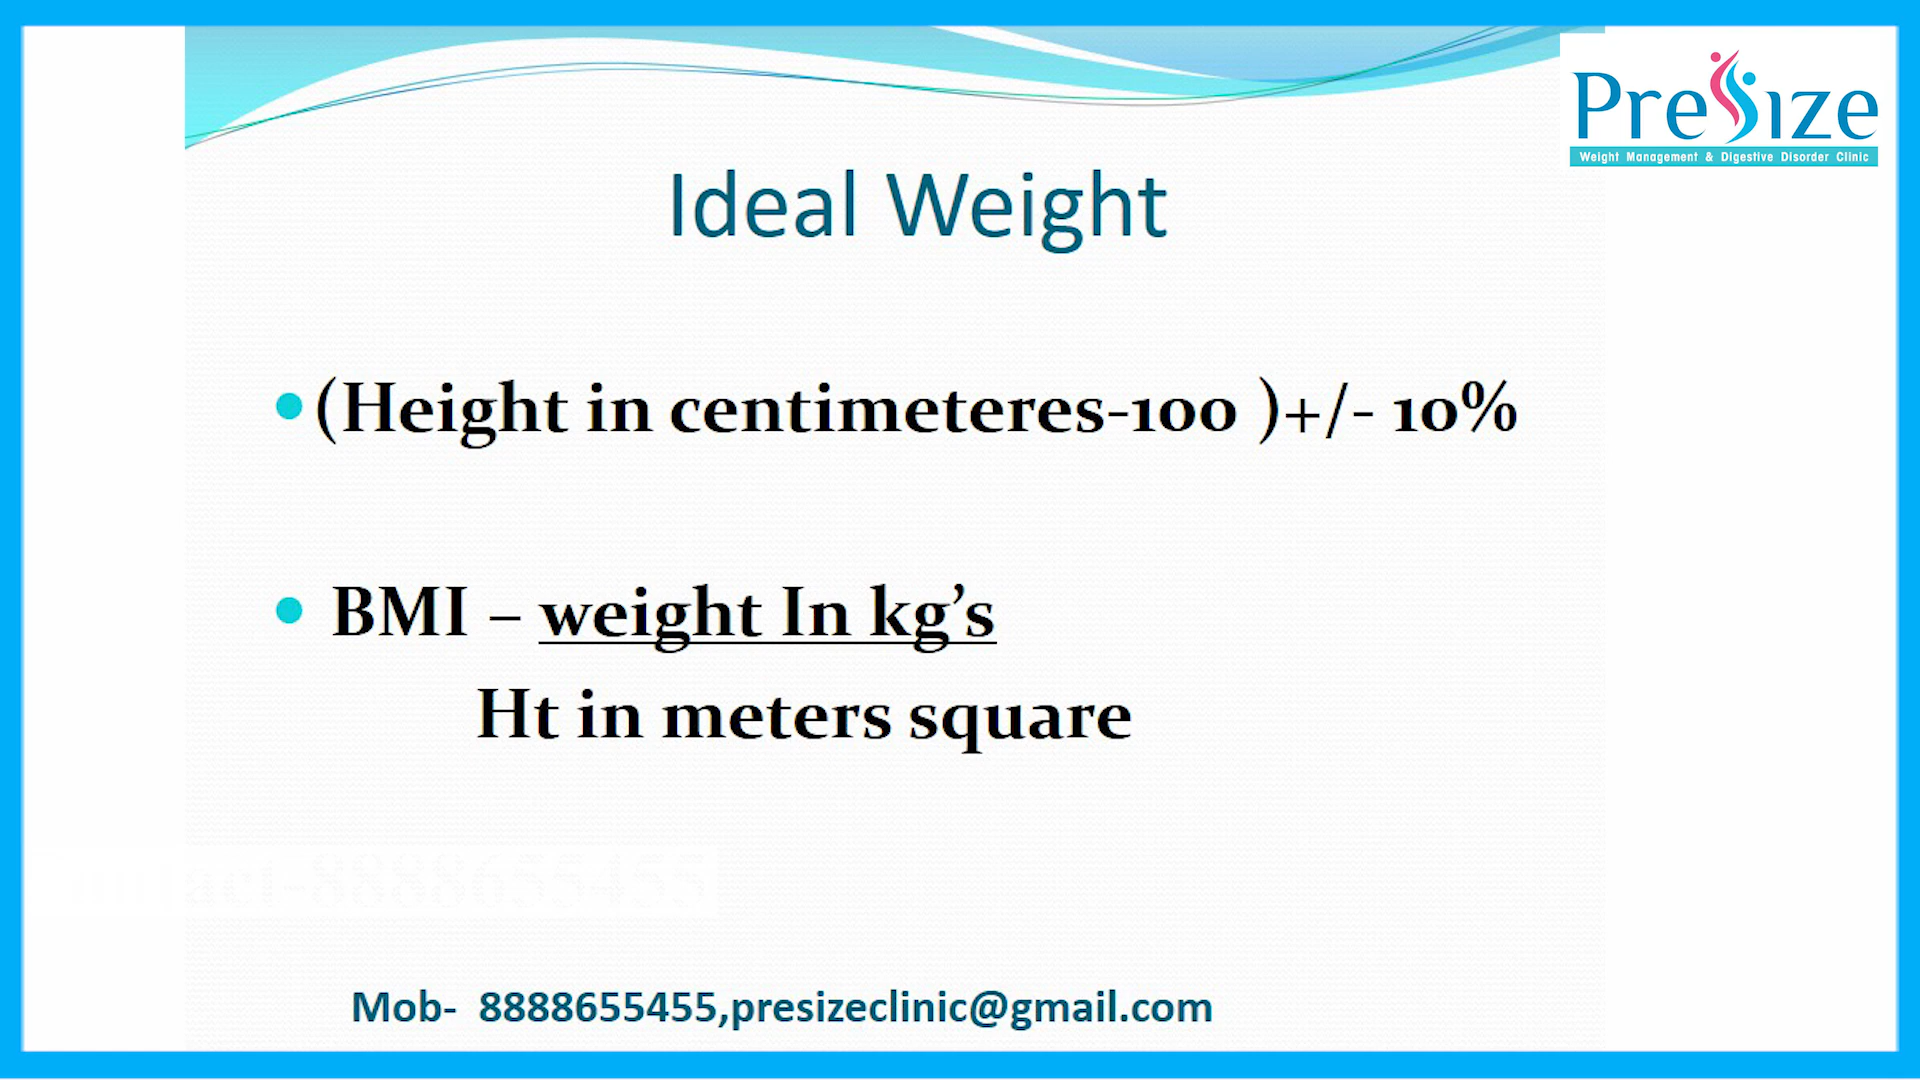 PreSize
Weight Management & Digestive Disorder Clinic
Ideal Weight
(Height in centimeteres-100 )+/- 10%
BMI – weight In kg's
Ht in meters square
Mob- 8888655455,presizeclinic@gmail.com